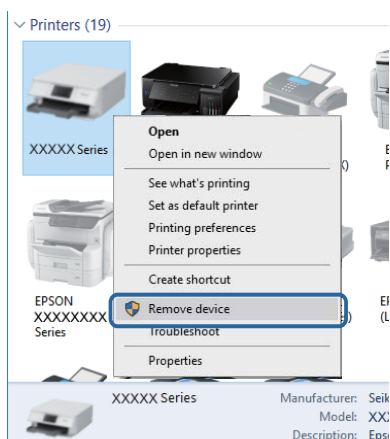 Printers (19)
XXXXX Series
Open
Open in new window
See what's printing
Set as default printer
Printing preferences
Printer properties
Create shortcut
Remove device
Troubleshoot
Properties
EPSON
XXXXXXXX
Series
XXXXX Series
Manufacturer:
Model:
Description: